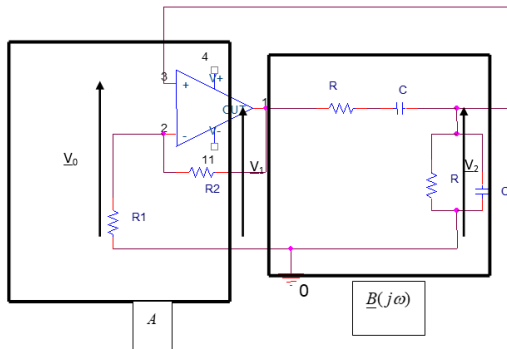 4
3
+
V+
OUT
1
R
C
2
-
V-
V₀
11
V₁
V₂
R2
R
C
R1
0
A
B(jω)